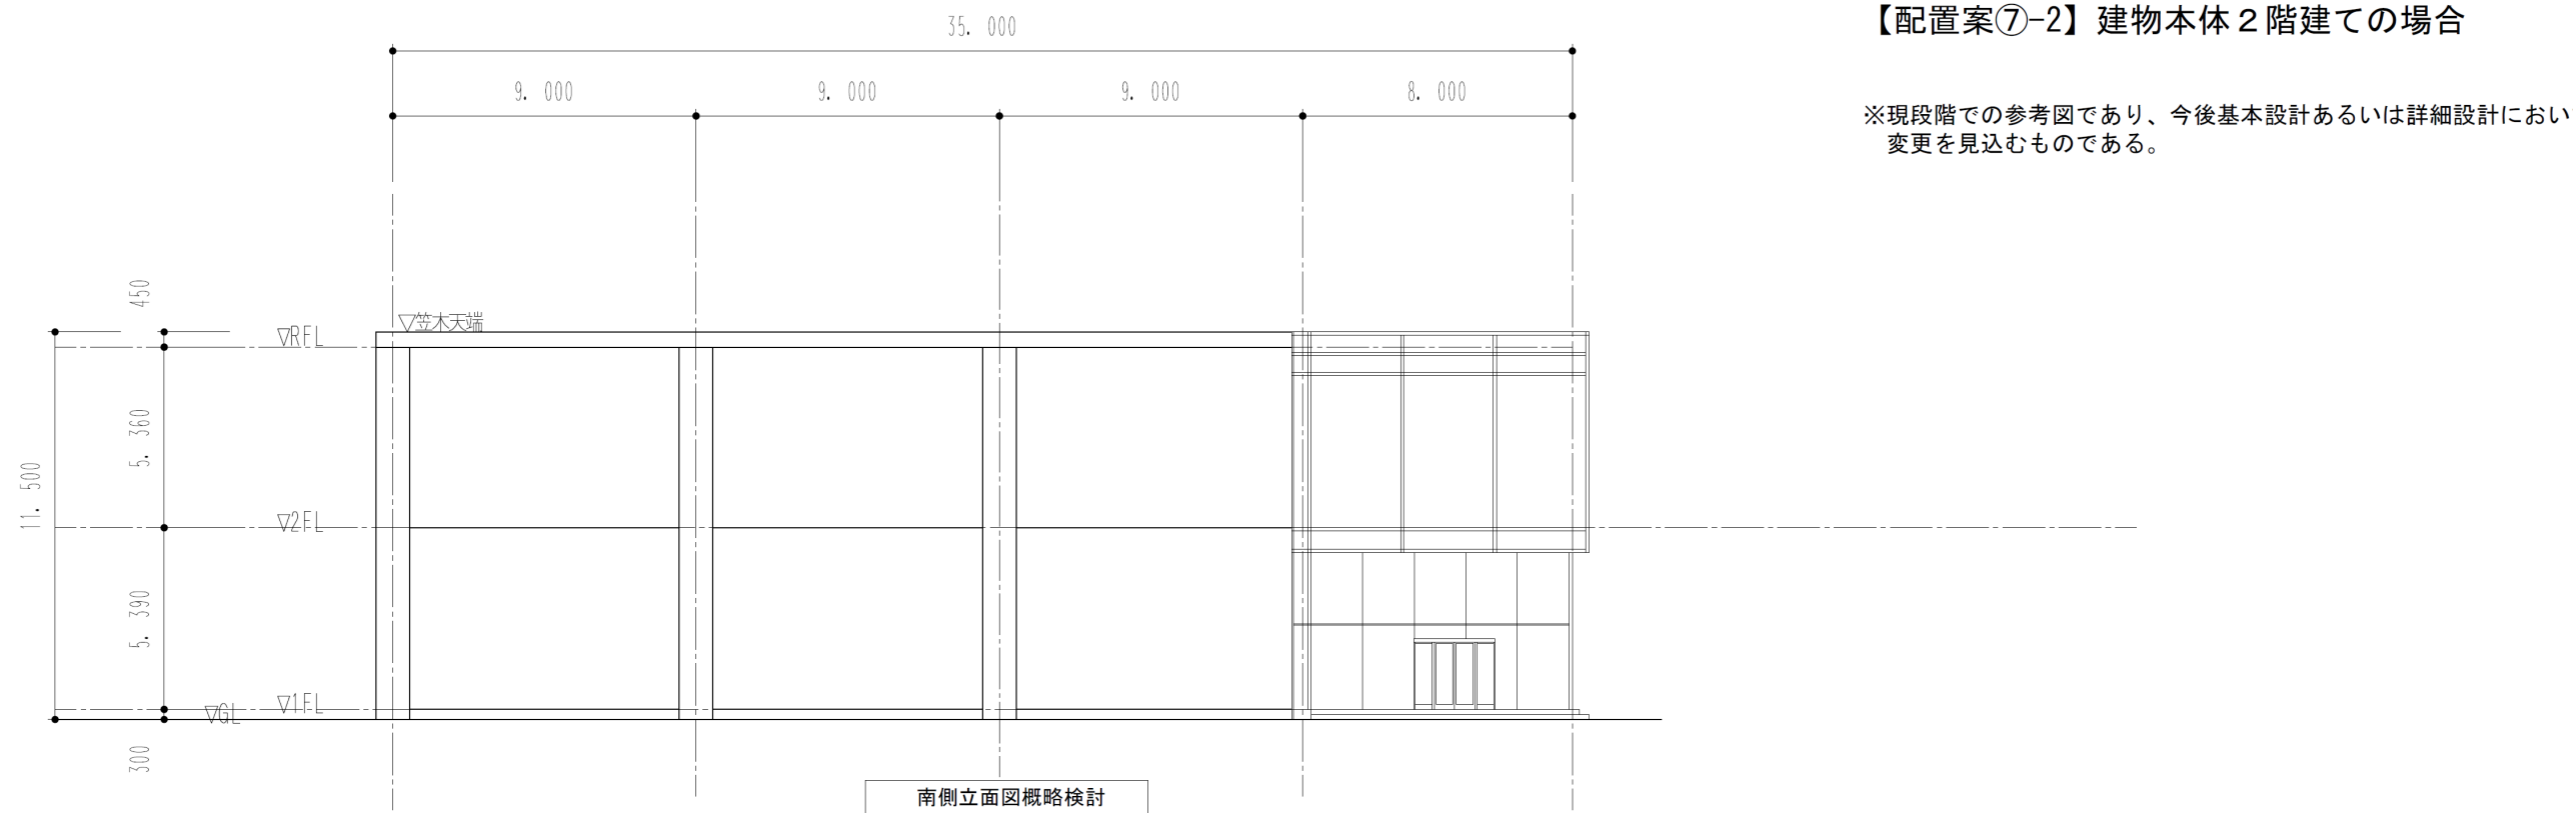 【配置案⑦-2】建物本体２階建ての場合
※現段階での参考図であり、今後基本設計あるいは詳細設計におい
変更を見込むものである。
35.000
9.000
9.000
9.000
8.000
450
▽笠木天端
▽RFL
5.360
11.500
▽2FL
5.390
▽1FL
▽GL
300
南側立面図概略検討